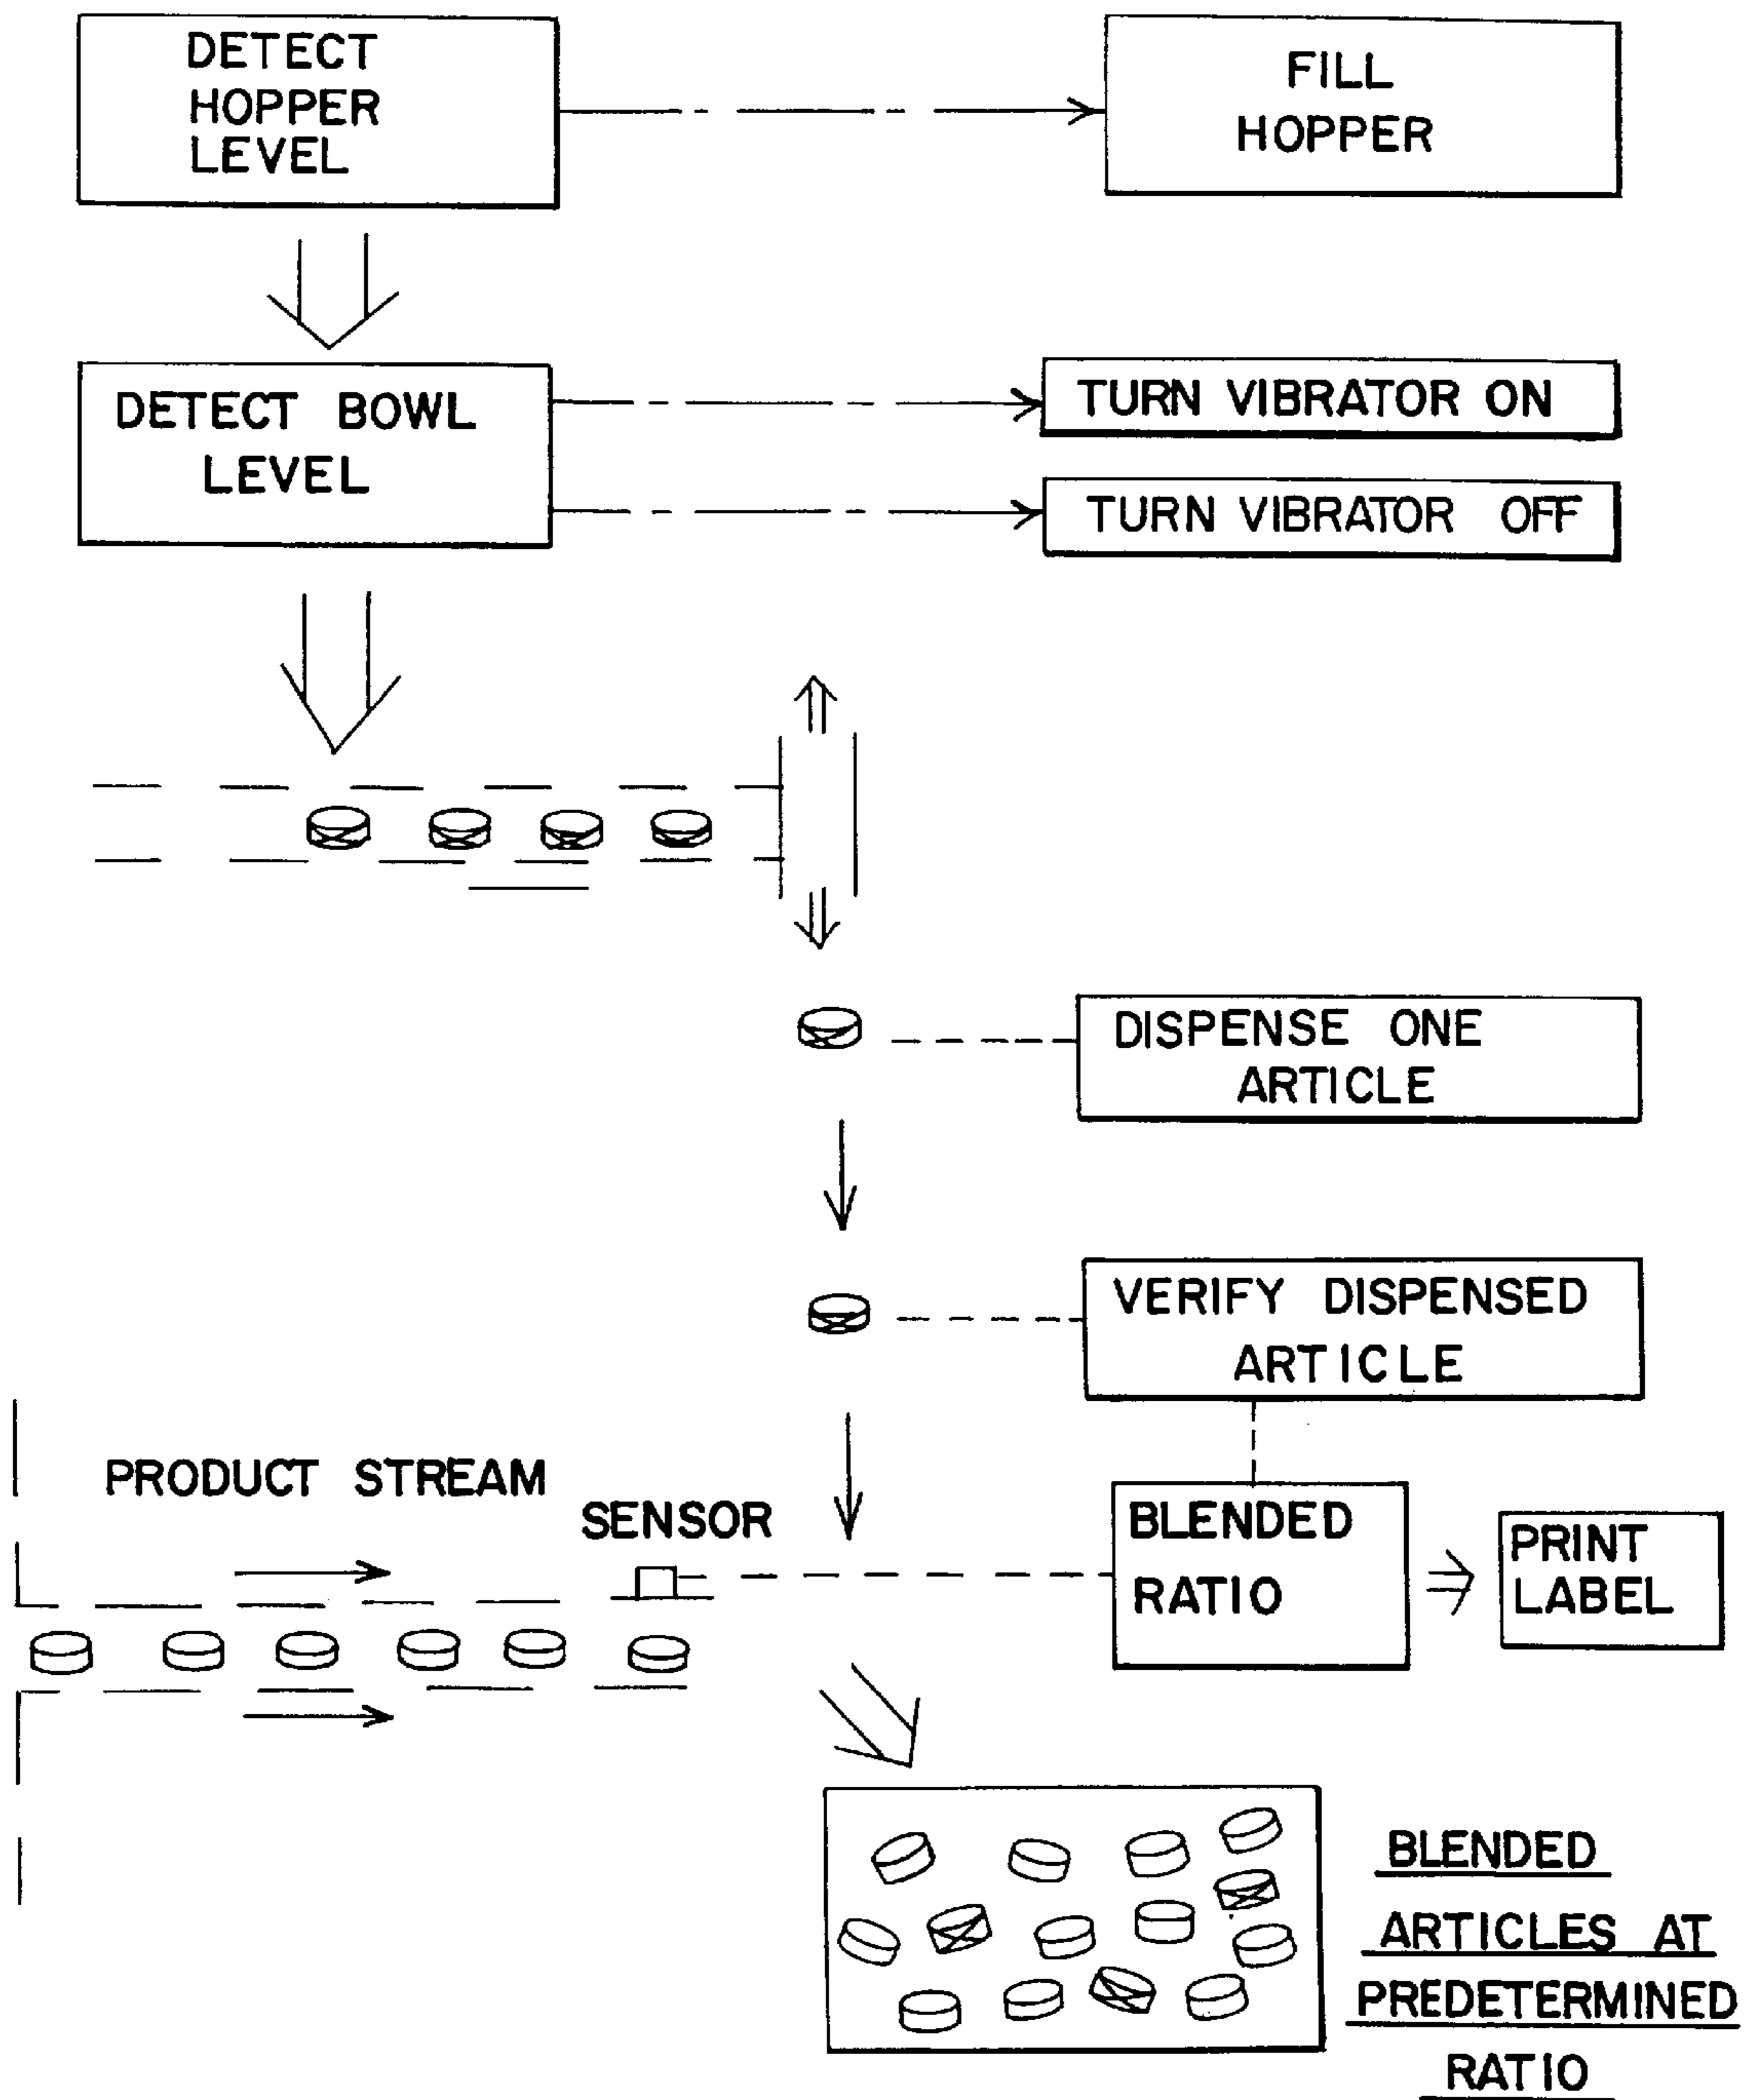 DETECT
HOPPER
LEVEL
FILL
HOPPER
DETECT BOWL
LEVEL
TURN VIBRATOR ON
TURN VIBRATOR OFF
DISPENSE ONE
ARTICLE
VERIFY DISPENSED
ARTICLE
PRODUCT STREAM
SENSOR
BLENDED
RATIO
PRINT
LABEL
BLENDED
ARTICLES AT
PREDETERMINED
RATIO